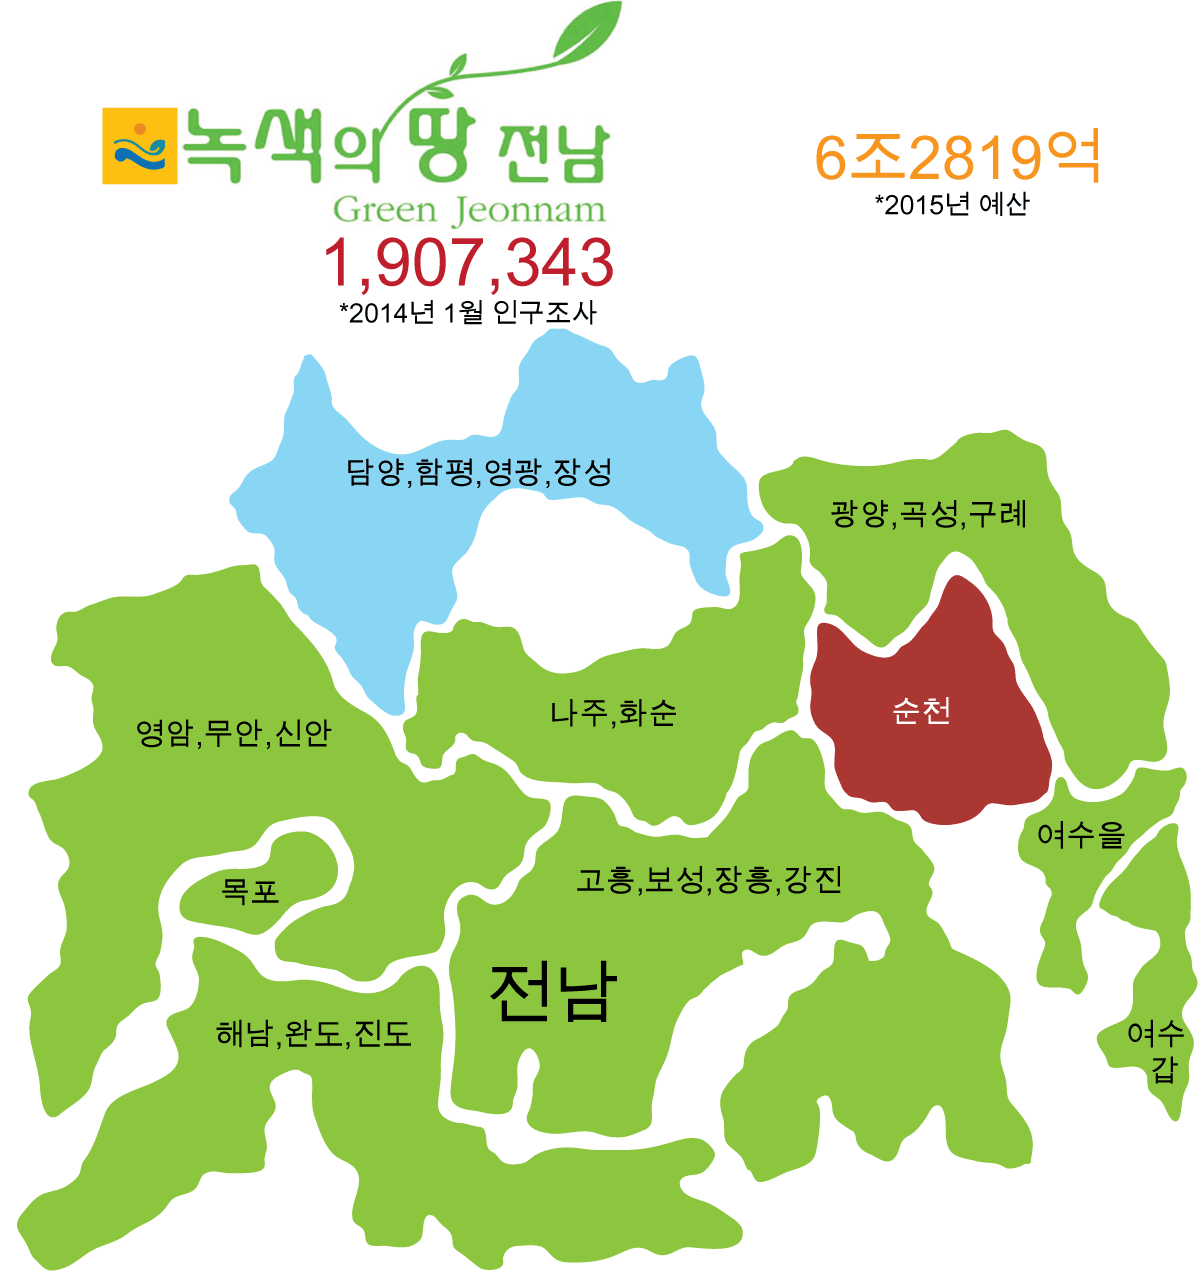 녹색의 땅 전남
Green Jeonnam
1,907,343
*2014년 1월 인구조사
6조2819억
*2015년 예산
담양,함평,영광,장성
광양,곡성,구례
영암,무안,신안
나주,화순
순천
여수을
목포
고흥,보성,장흥,강진
전남
해남,완도,진도
여수
갑